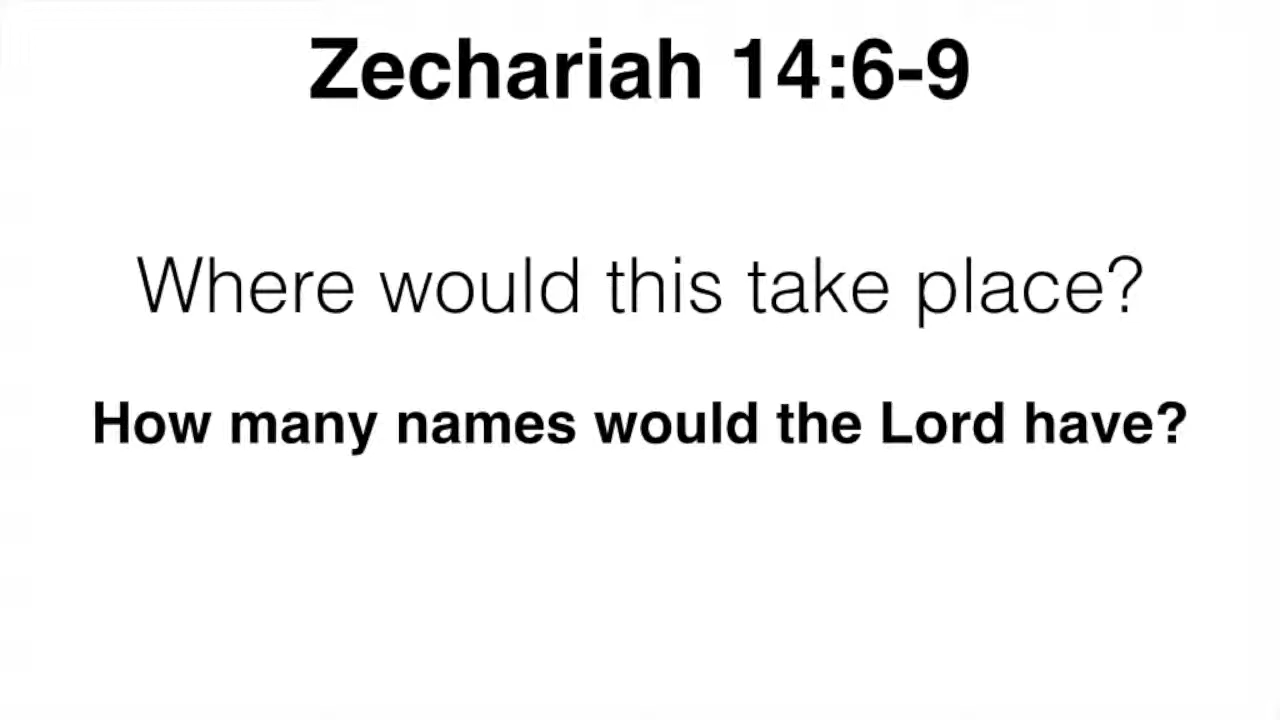 Zechariah 14:6-9
Where would this take place?
How many names would the Lord have?